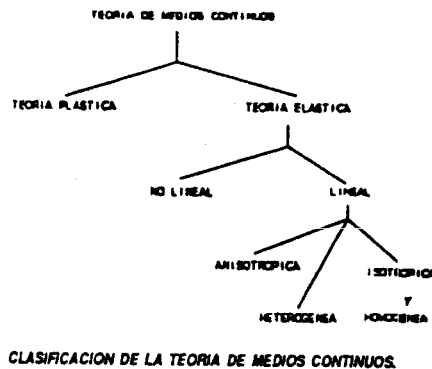 TEORIA DE MEDIOS CONTINUOS
TEORIA PLASTICA
TEORIA ELASTICA
NO LINEAL
LINEAL
ANISOTROPICA
ISOTROPICA
Y
HETEROGENEA
HOMOGENEA
CLASIFICACION DE LA TEORIA DE MEDIOS CONTINUOS.